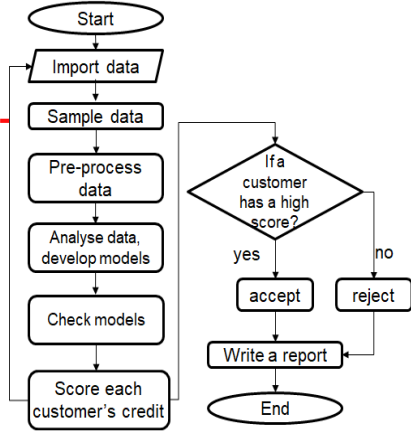 Start
Import data
Sample data
Pre-process
data
Analyse data,
develop models
Check models
Score each
customer's credit
If a
customer
has a high
score?
yes
no
accept
reject
Write a report
End